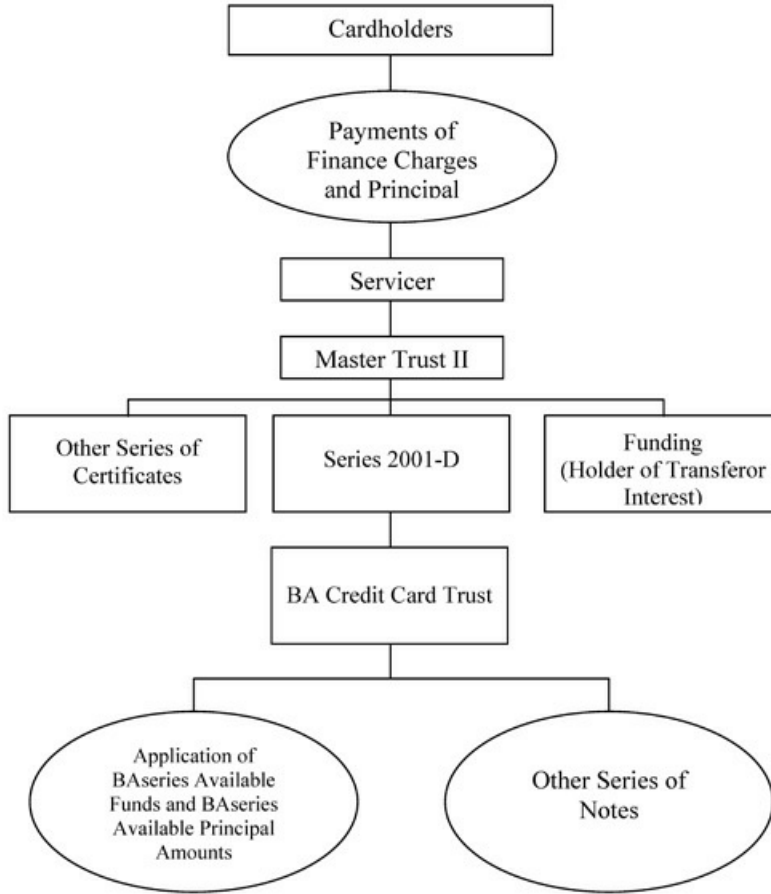 Cardholders
Payments of
Finance Charges
and Principal
Servicer
Master Trust II
Other Series of
Certificates
Series 2001-D
Funding
(Holder of Transferor
Interest)
BA Credit Card Trust
Application of
BAseries Available
Funds and BAseries
Available Principal
Amounts
Other Series of
Notes